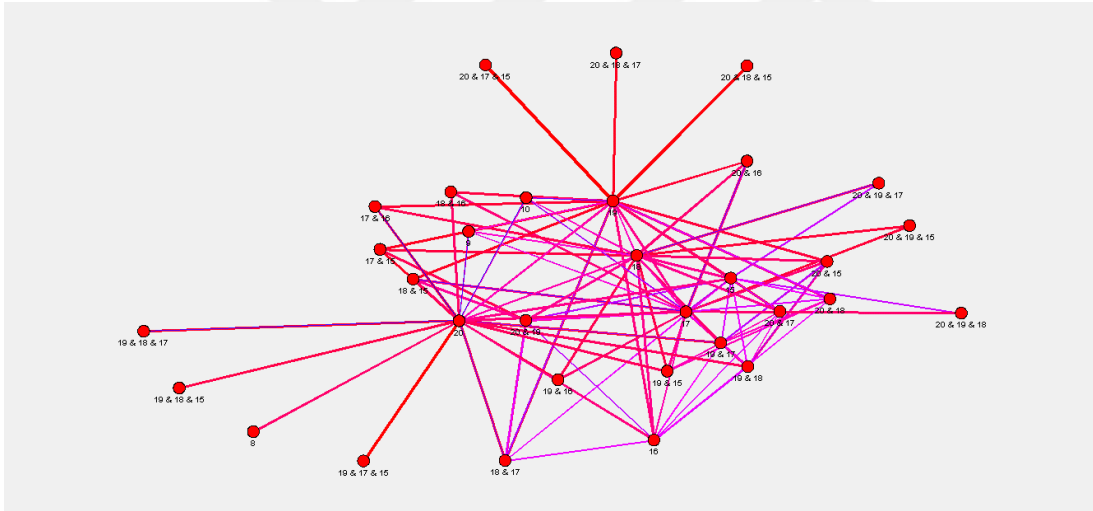 20 & 17 & 15
20 & 18 & 17
20 & 18 & 15
20 & 16
20 & 19 & 17
18 & 16
10
19
17 & 16
20 & 19 & 15
9
17 & 15
18
20 & 15
18 & 15
20 & 18
17
20 & 17
20 & 19 & 18
19 & 18 & 17
20
19 & 17
19 & 15
19 & 18
19 & 16
19 & 18 & 15
8
16
19 & 17 & 15
18 & 17